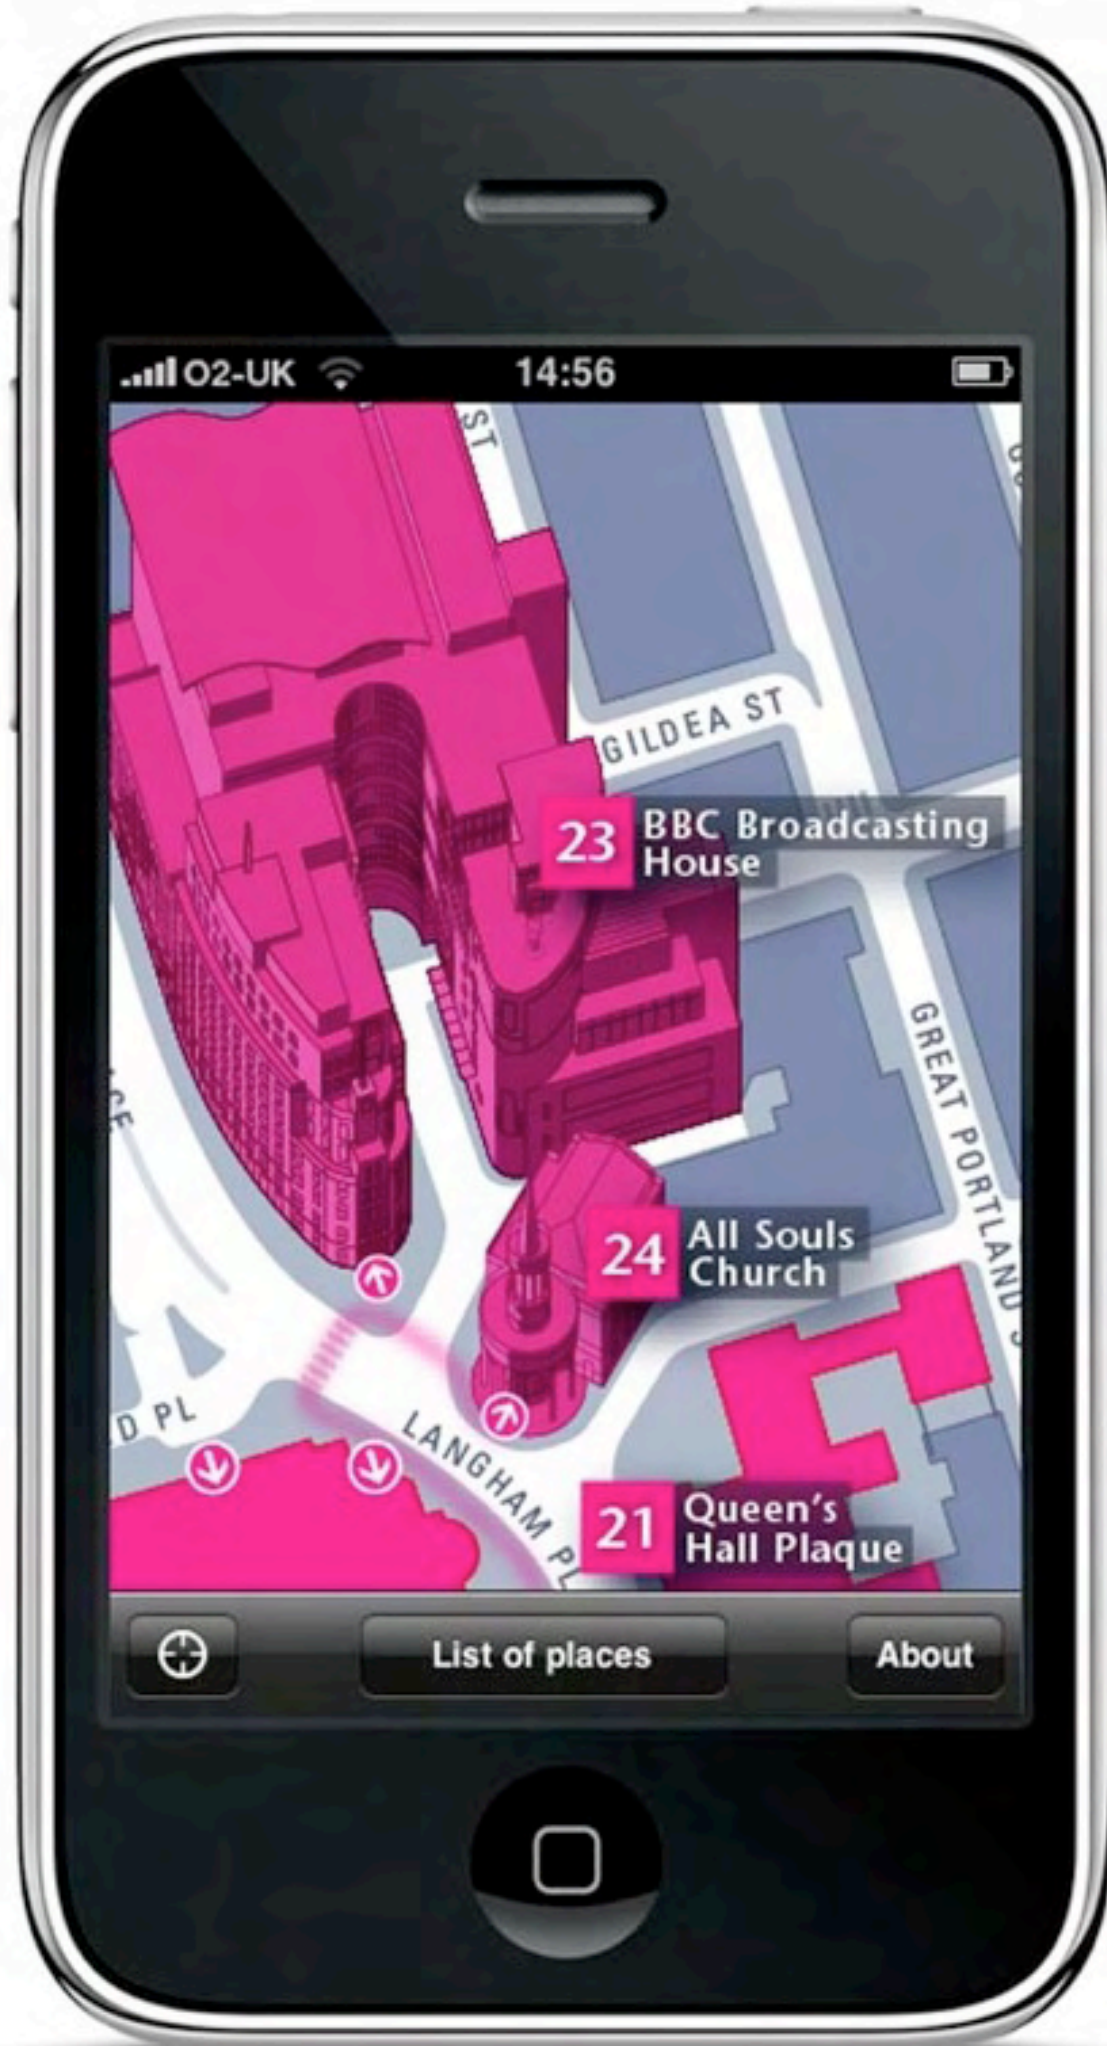 O2-UK
14:56
ST
GILDEA ST
23
BBC Broadcasting
House
GREAT PORTLAND
24
All Souls
Church
PL
LANGHAM PL
21
Queen's
Hall Plaque
List of places
About